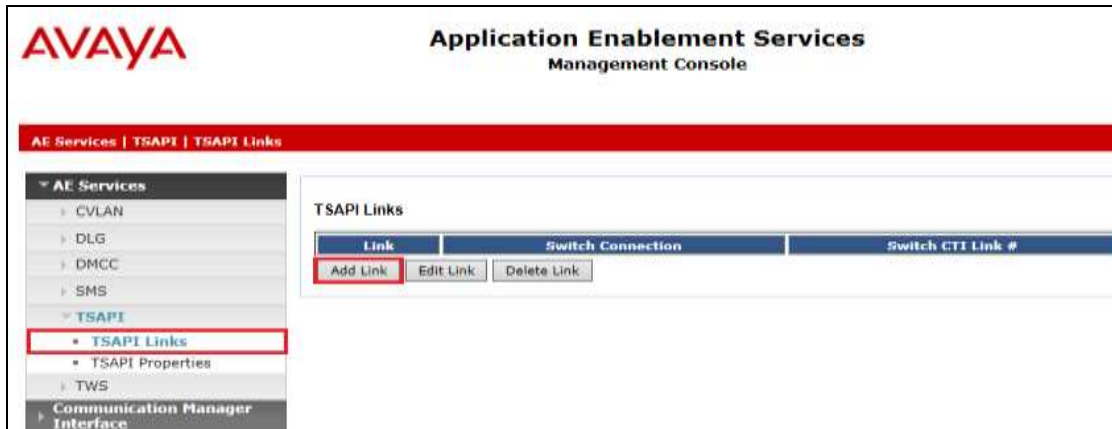 AVAYA
Application Enablement Services
Management Console
AE Services | TSAPI | TSAPI Links
AE Services
CVLAN
DLG
DMCC
SMS
TSAPI
TSAPI Links
TSAPI Properties
TWS
Communication Manager
Interface
TSAPI Links
Link Switch Connection Switch CTI Link #
Add Link Edit Link Delete Link